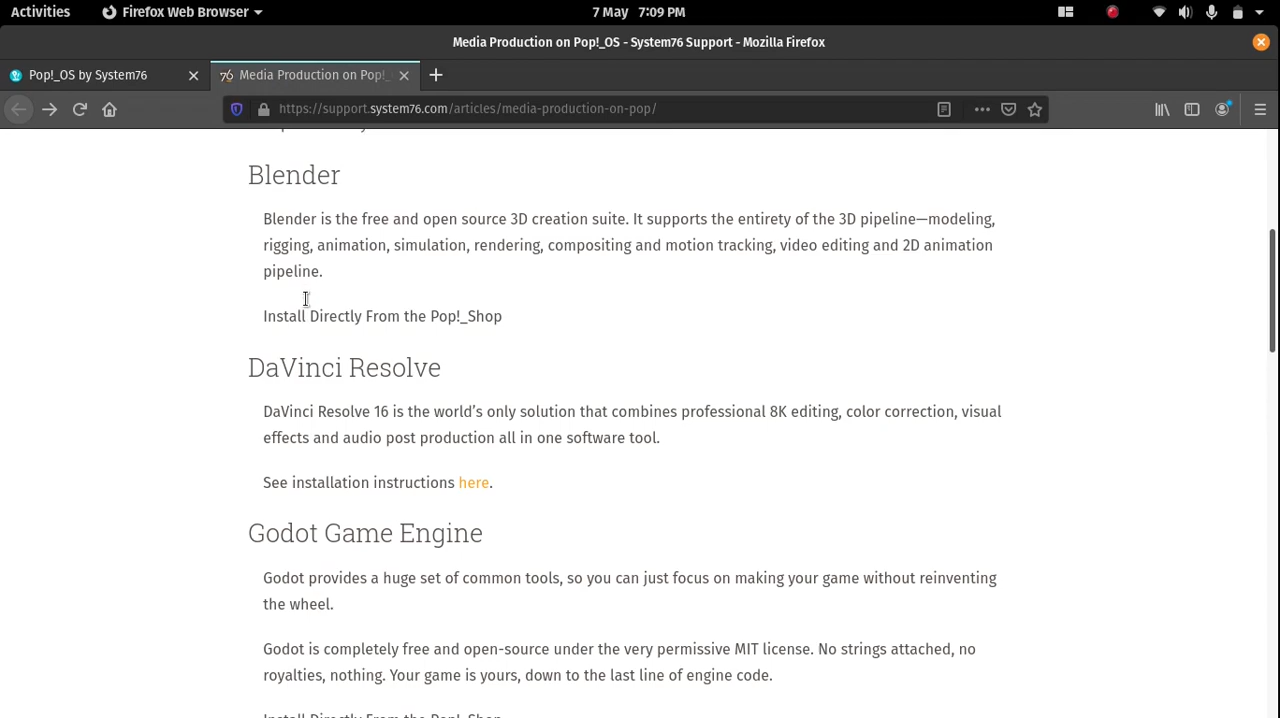 Activities
Firefox Web Browser
7 May 7:09 PM
Media Production on Pop!_OS - System76 Support - Mozilla Firefox
Pop!_OS by System76
Media Production on Pop!_
https://support.system76.com/articles/media-production-on-pop/
Blender
Blender is the free and open source 3D creation suite. It supports the entirety of the 3D pipeline—modeling,
rigging, animation, simulation, rendering, compositing and motion tracking, video editing and 2D animation
pipeline.
Install Directly From the Pop!_Shop
DaVinci Resolve
DaVinci Resolve 16 is the world’s only solution that combines professional 8K editing, color correction, visual
effects and audio post production all in one software tool.
See installation instructions here.
Godot Game Engine
Godot provides a huge set of common tools, so you can just focus on making your game without reinventing
the wheel.
Godot is completely free and open-source under the very permissive MIT license. No strings attached, no
royalties, nothing. Your game is yours, down to the last line of engine code.
Install Directly From the Pop!_Shop